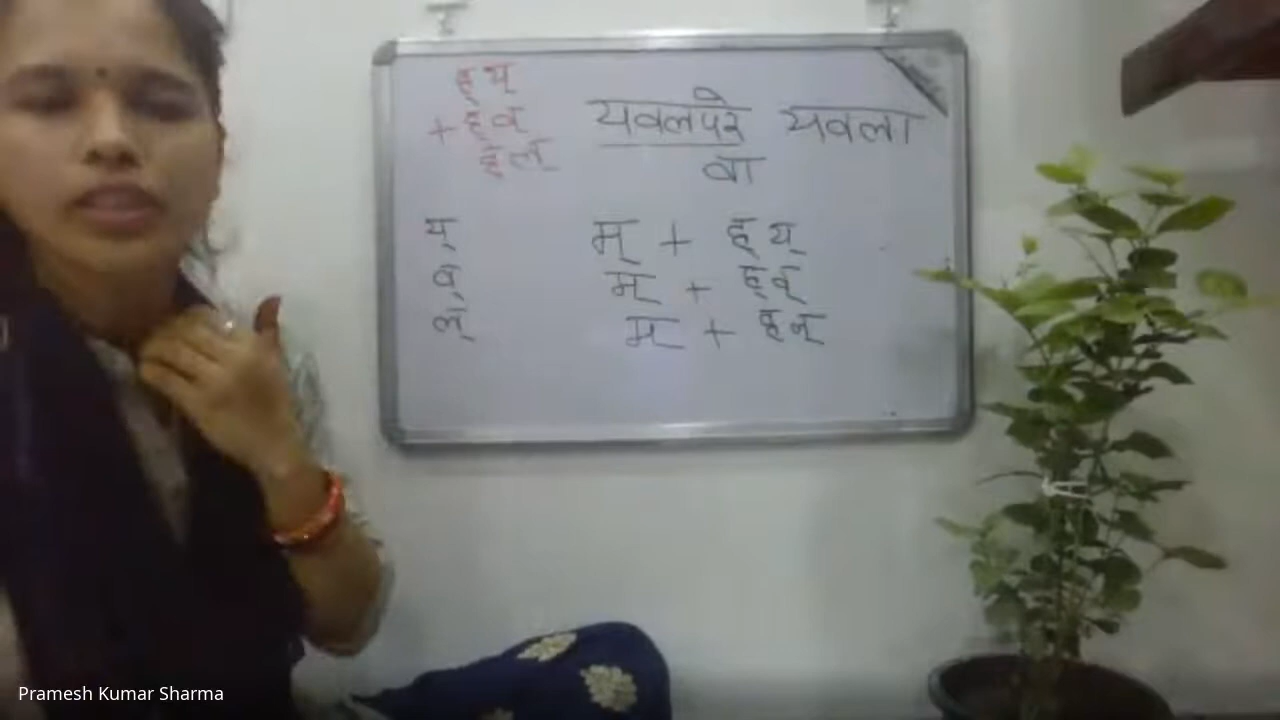 ह् य्
+ ह् व्
ह् ल्
यवलपरे यवला
वा
य्
व्
ल्
म् + ह् य्
म् + ह् व्
म् + ह् ल्
Pramesh Kumar Sharma